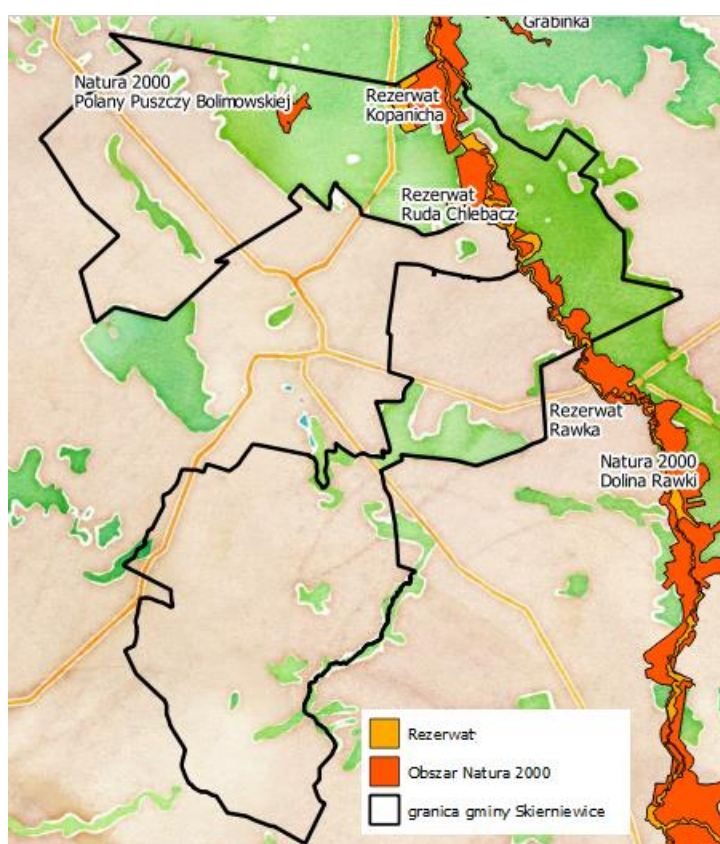 Grabinka
Natura 2000
Polany Puszczy Bolimowskiej
Rezerwat
Kopanicha
Rezerwat
Ruda Chlebacz
Rezerwat
Rawka
Natura 2000
Dolina Rawki
Rezerwat
Obszar Natura 2000
granica gminy Skierniewice